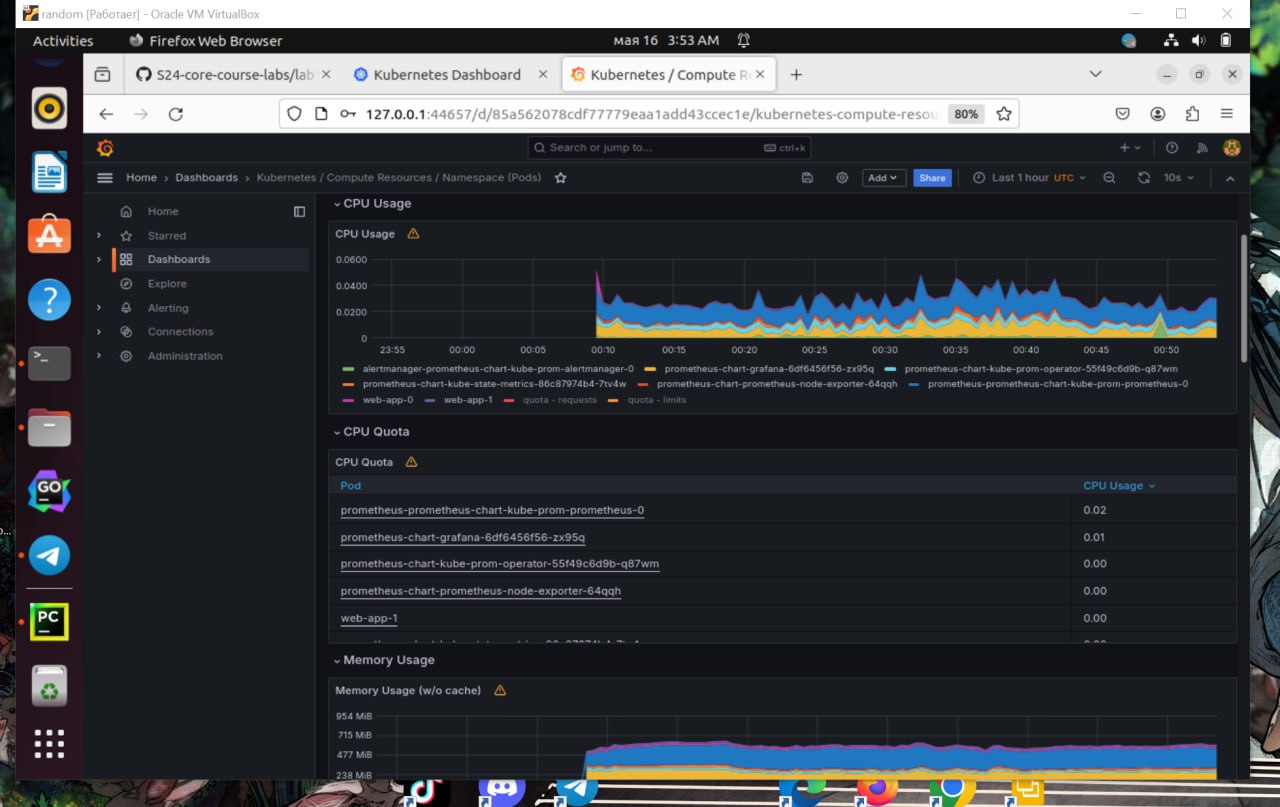 random [Работает] - Oracle VM VirtualBox
Activities Firefox Web Browser мая 16 3:53 AM
S24-core-course-labs/lab Kubernetes Dashboard Kubernetes / Compute Re
127.0.0.1:44657/d/85a562078cdf77779eaa1add43ccec1e/kubernetes-compute-resou 80%
Search or jump to... ctrl+k
Home Dashboards Kubernetes / Compute Resources / Namespace (Pods) Add Share Last 1 hour UTC 10s
Home
Starred
Dashboards
Explore
Alerting
Connections
Administration
CPU Usage
CPU Usage
0.0600
0.0400
0.0200
0
23:55 00:00 00:05 00:10 00:15 00:20 00:25 00:30 00:35 00:40 00:45 00:50
alertmanager-prometheus-chart-kube-prom-alertmanager-0 prometheus-chart-grafana-6df6456f56-zx95q prometheus-chart-kube-prom-operator-55f49c6d9b-q87wm
prometheus-chart-kube-state-metrics-86c87974b4-7tv4w prometheus-chart-prometheus-node-exporter-64qqh prometheus-prometheus-chart-kube-prom-prometheus-0
web-app-0 web-app-1 quota - requests quota - limits
CPU Quota
CPU Quota
Pod CPU Usage
prometheus-prometheus-chart-kube-prom-prometheus-0 0.02
prometheus-chart-grafana-6df6456f56-zx95q 0.01
prometheus-chart-kube-prom-operator-55f49c6d9b-q87wm 0.00
prometheus-chart-prometheus-node-exporter-64qqh 0.00
web-app-1 0.00
Memory Usage
Memory Usage (w/o cache)
954 MiB
715 MiB
477 MiB
238 MiB
GO
PC